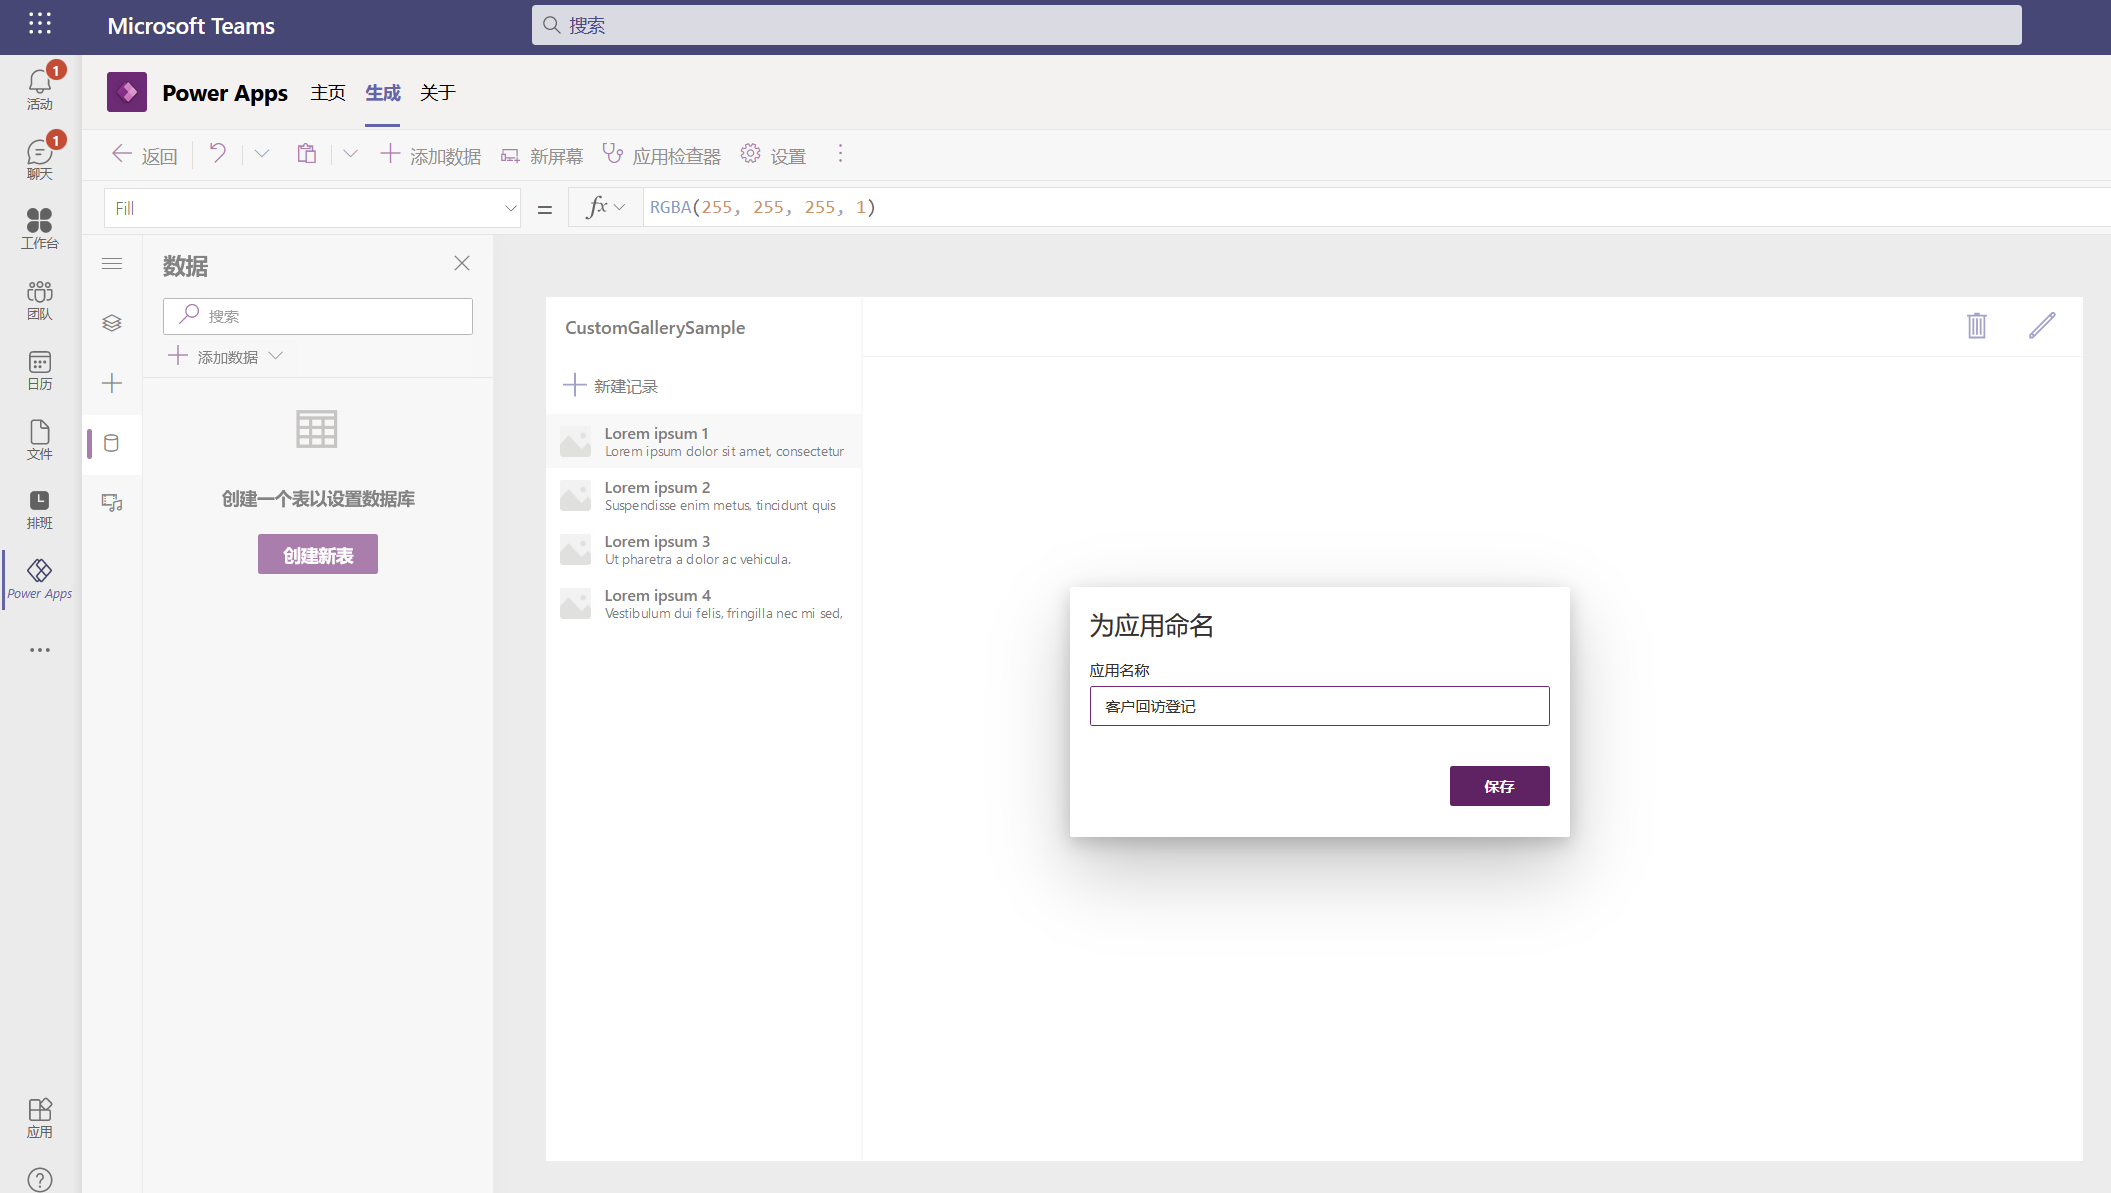 Microsoft Teams
搜索
1
活动
1
聊天
工作台
团队
日历
文件
排班
Power Apps
应用
Power Apps 主页 生成 关于
返回 添加数据 新屏幕 应用检查器 设置
Fill = fx RGBA(255, 255, 255, 1)
数据
搜索
添加数据
创建一个表以设置数据库
创建新表
CustomGallerySample
新建记录
Lorem ipsum 1
Lorem ipsum dolor sit amet, consectetur
Lorem ipsum 2
Suspendisse enim metus, tincidunt quis
Lorem ipsum 3
Ut pharetra a dolor ac vehicula.
Lorem ipsum 4
Vestibulum dui felis, fringilla nec mi sed,
为应用命名
应用名称
客户回访登记
保存